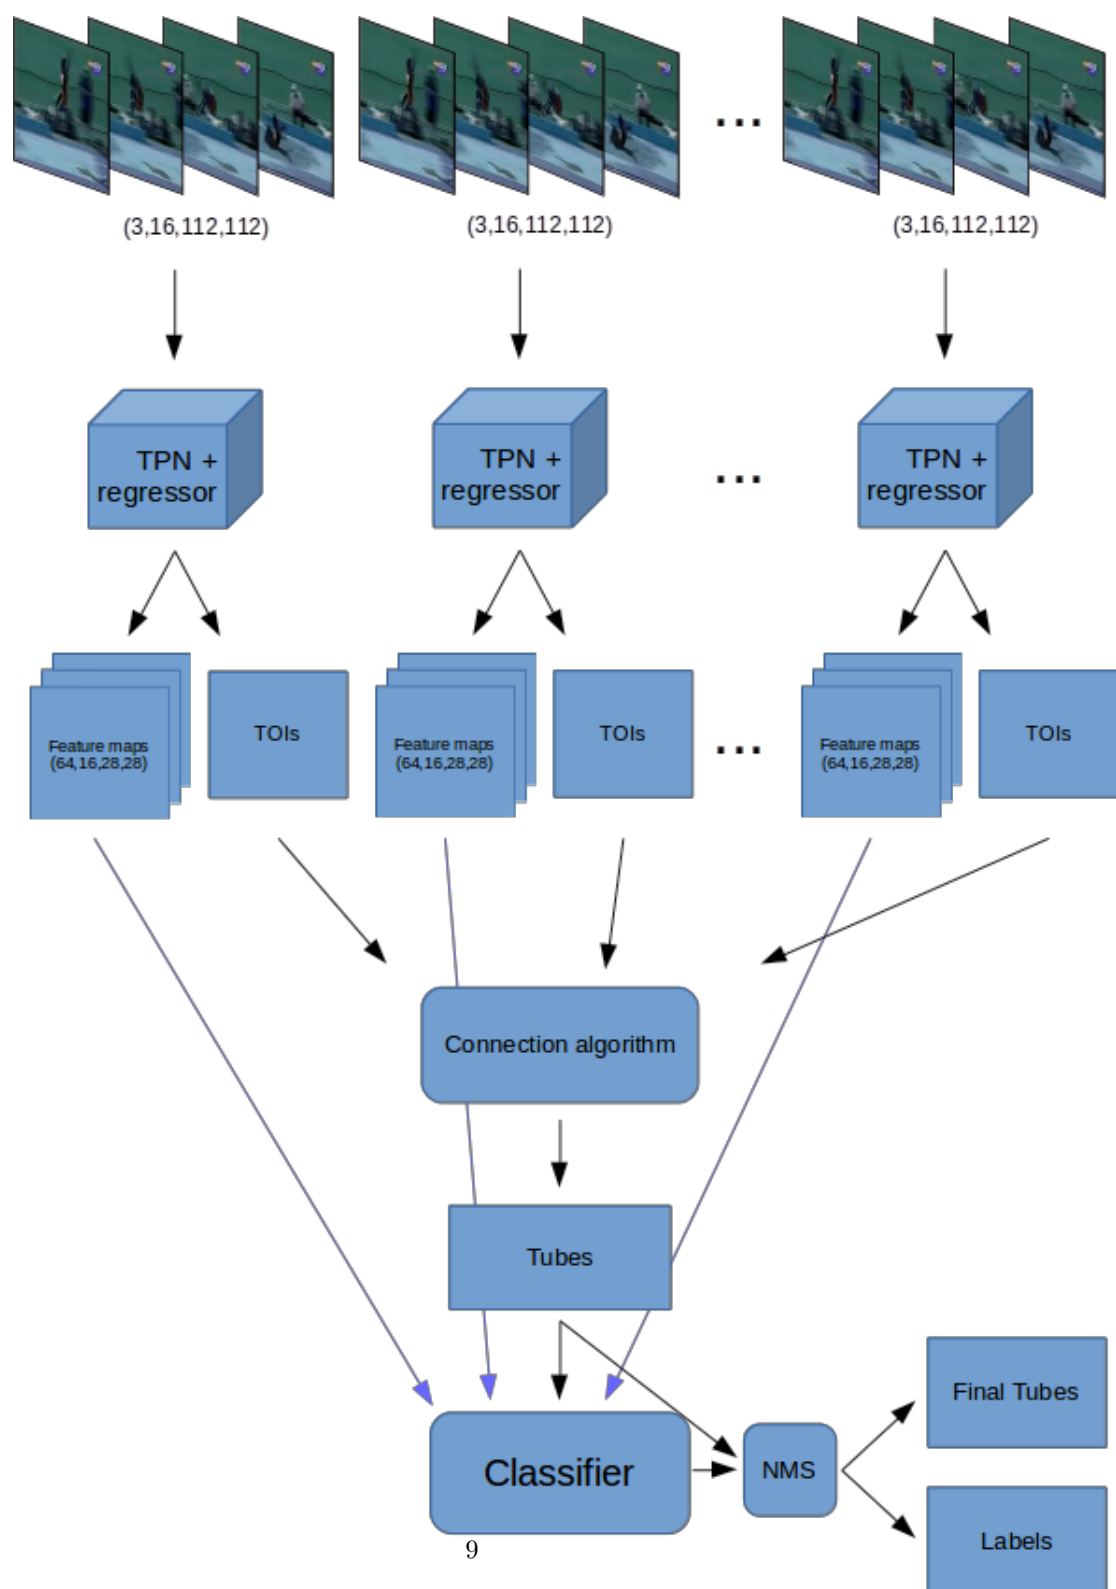 (3,16,112,112)
(3,16,112,112)
...
(3,16,112,112)
TPN +
regressor
TPN +
regressor
...
TPN +
regressor
Feature maps
(64,16,28,28)
TOIs
Feature maps
(64,16,28,28)
TOIs
...
Feature maps
(64,16,28,28)
TOIs
Connection algorithm
Tubes
Final Tubes
Classifier
NMS
Labels
9